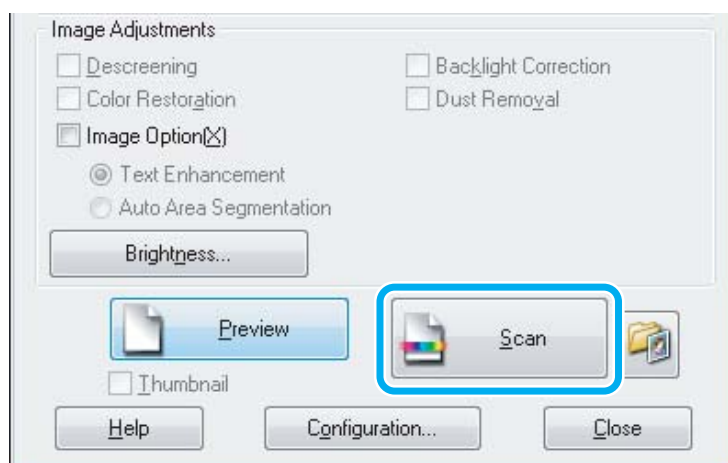 Image Adjustments
Descreening
Backlight Correction
Color Restoration
Dust Removal
Image Option(X)
Text Enhancement
Auto Area Segmentation
Brightness...
Preview
Scan
Thumbnail
Help
Configuration...
Close